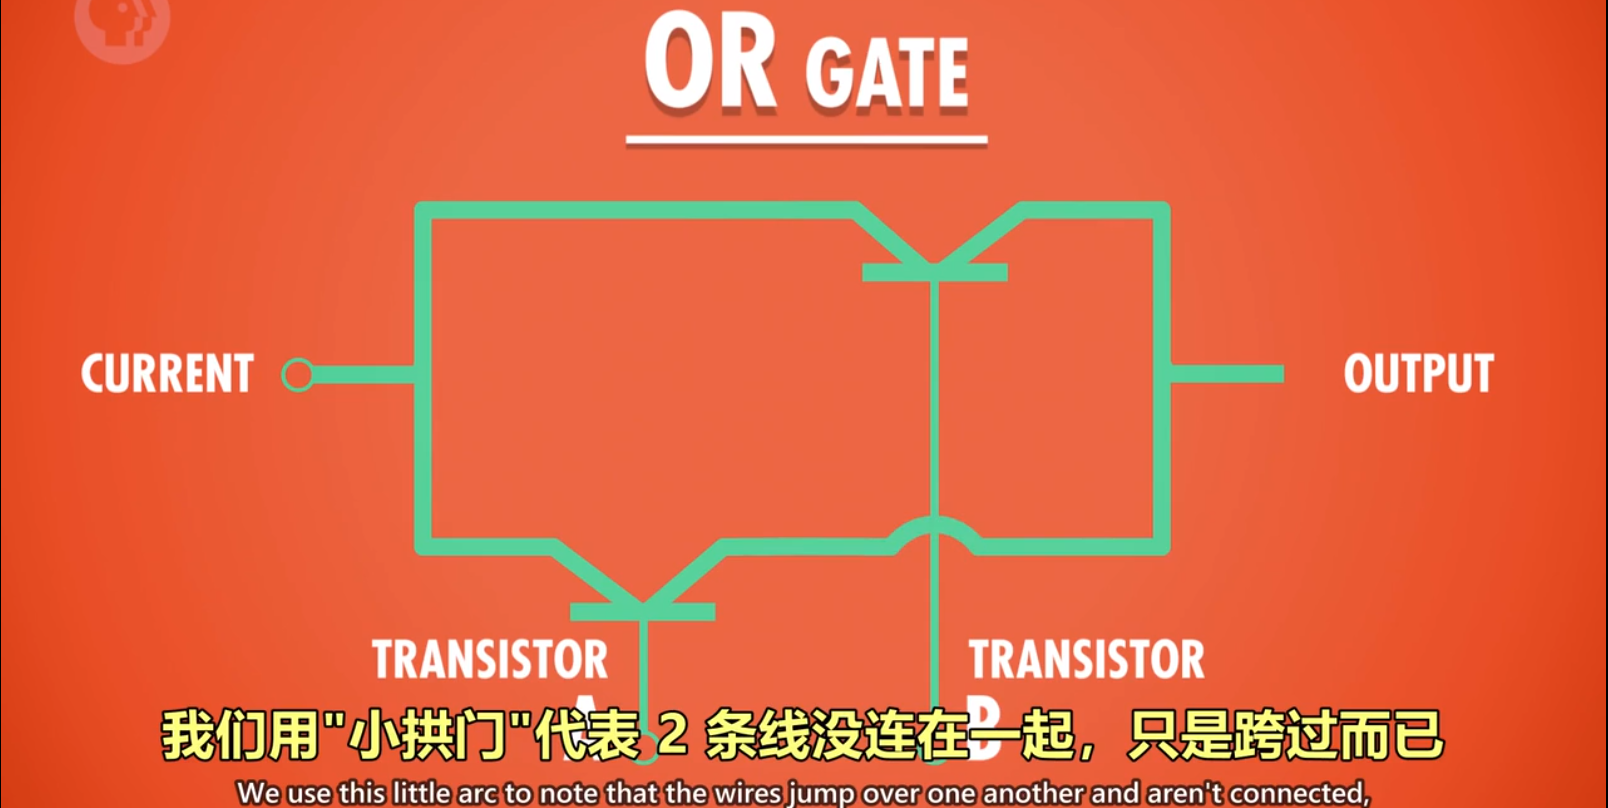 OR GATE
CURRENT
OUTPUT
TRANSISTOR
A
TRANSISTOR
B
我们用"小拱门"代表 2 条线没连在一起，只是跨过而已
We use this little arc to note that the wires jump over one another and aren't connected,